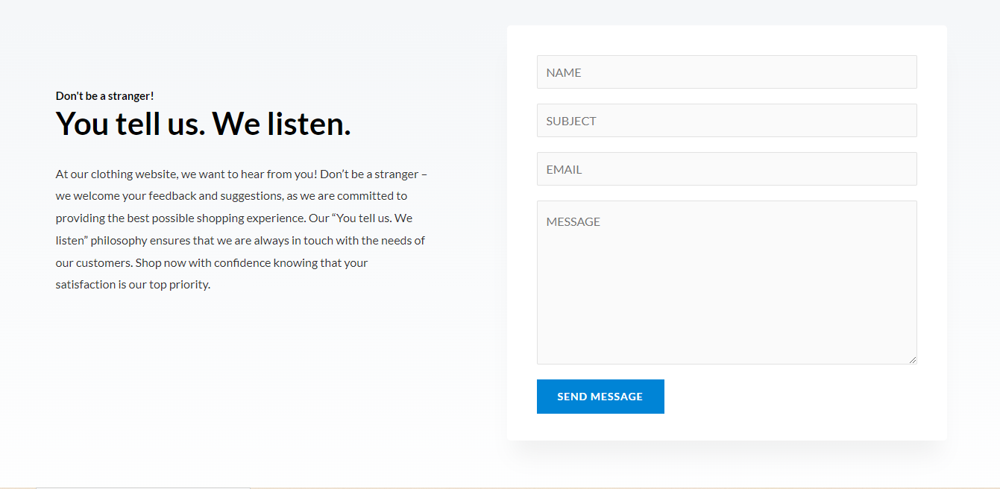 Don't be a stranger!
You tell us. We listen.
At our clothing website, we want to hear from you! Don’t be a stranger –
we welcome your feedback and suggestions, as we are committed to
providing the best possible shopping experience. Our “You tell us. We
listen” philosophy ensures that we are always in touch with the needs of
our customers. Shop now with confidence knowing that your
satisfaction is our top priority.
NAME
SUBJECT
EMAIL
MESSAGE
SEND MESSAGE